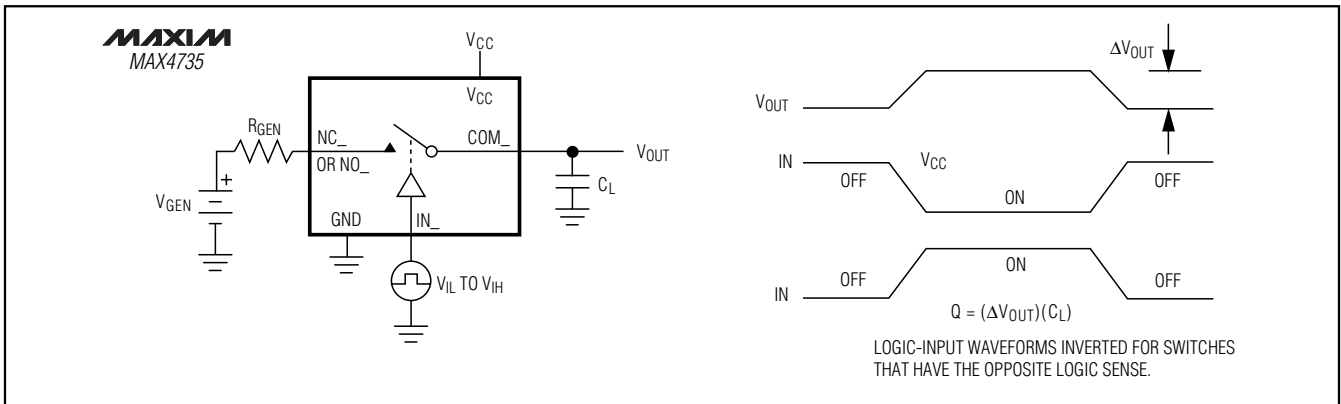 MAXIM
MAX4735
VCC
VCC
RGEN
NC_
OR NO_
COM_
VOUT
CL
VGEN
+
GND
IN_
VIL TO VIH
ΔVOUT
VOUT
IN
VCC
OFF
ON
OFF
IN
OFF
ON
OFF
Q = (ΔVOUT)(CL)
LOGIC-INPUT WAVEFORMS INVERTED FOR SWITCHES
THAT HAVE THE OPPOSITE LOGIC SENSE.